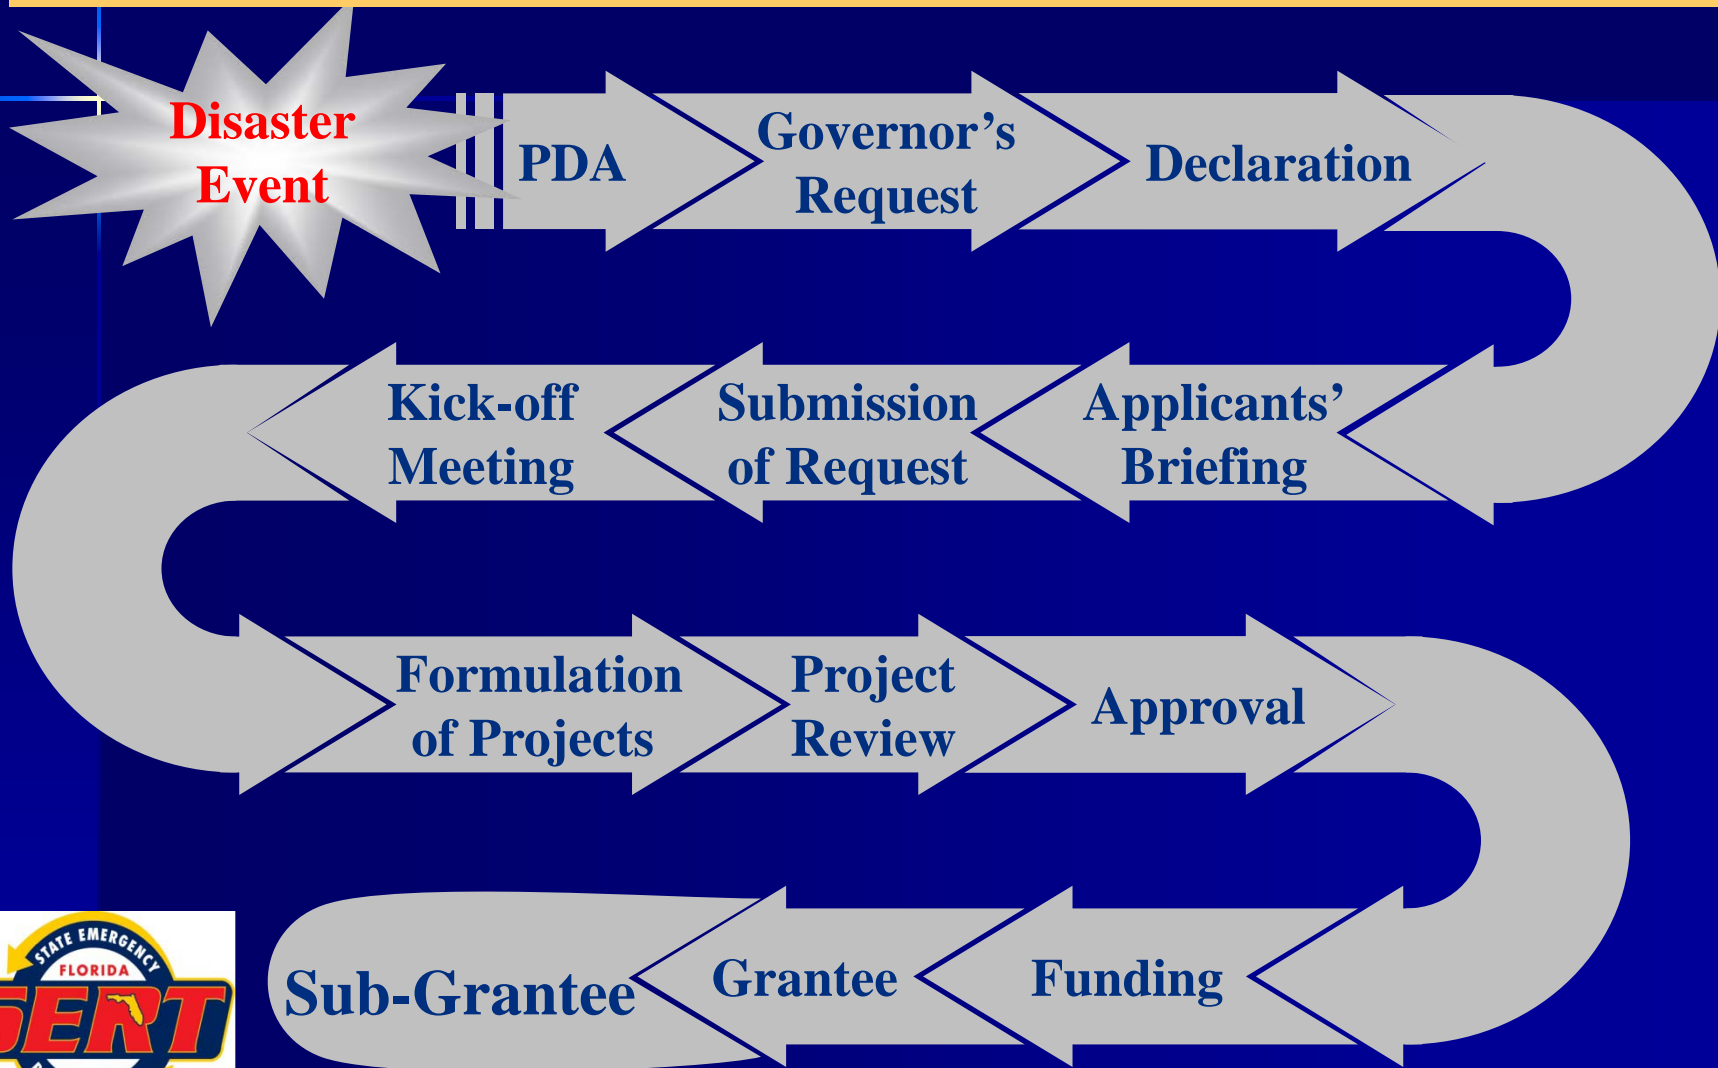 Disaster
Event
PDA
Governor’s
Request
Declaration
Applicants’
Briefing
Submission
of Request
Kick-off
Meeting
Formulation
of Projects
Project
Review
Approval
Funding
Grantee
Sub-Grantee
STATE EMERGENCY
FLORIDA
SERT